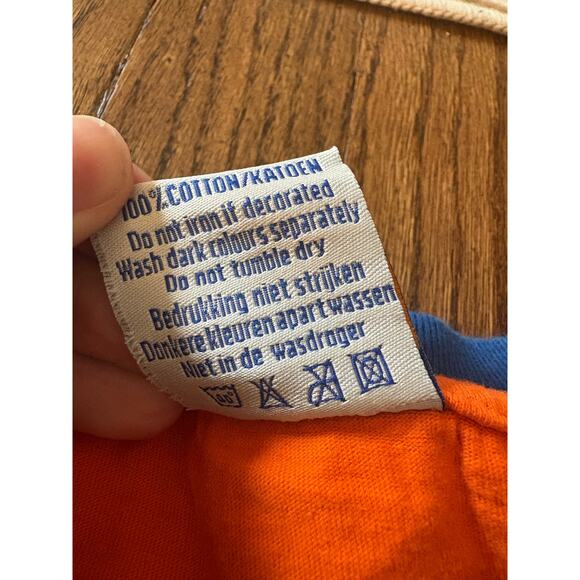 100% COTTON/KATOEN
Do not iron if decorated
Wash dark colours separately
Do not tumble dry
Bedrukking niet strijken
Donkere kleuren apart wassen
Niet in de wasdroger